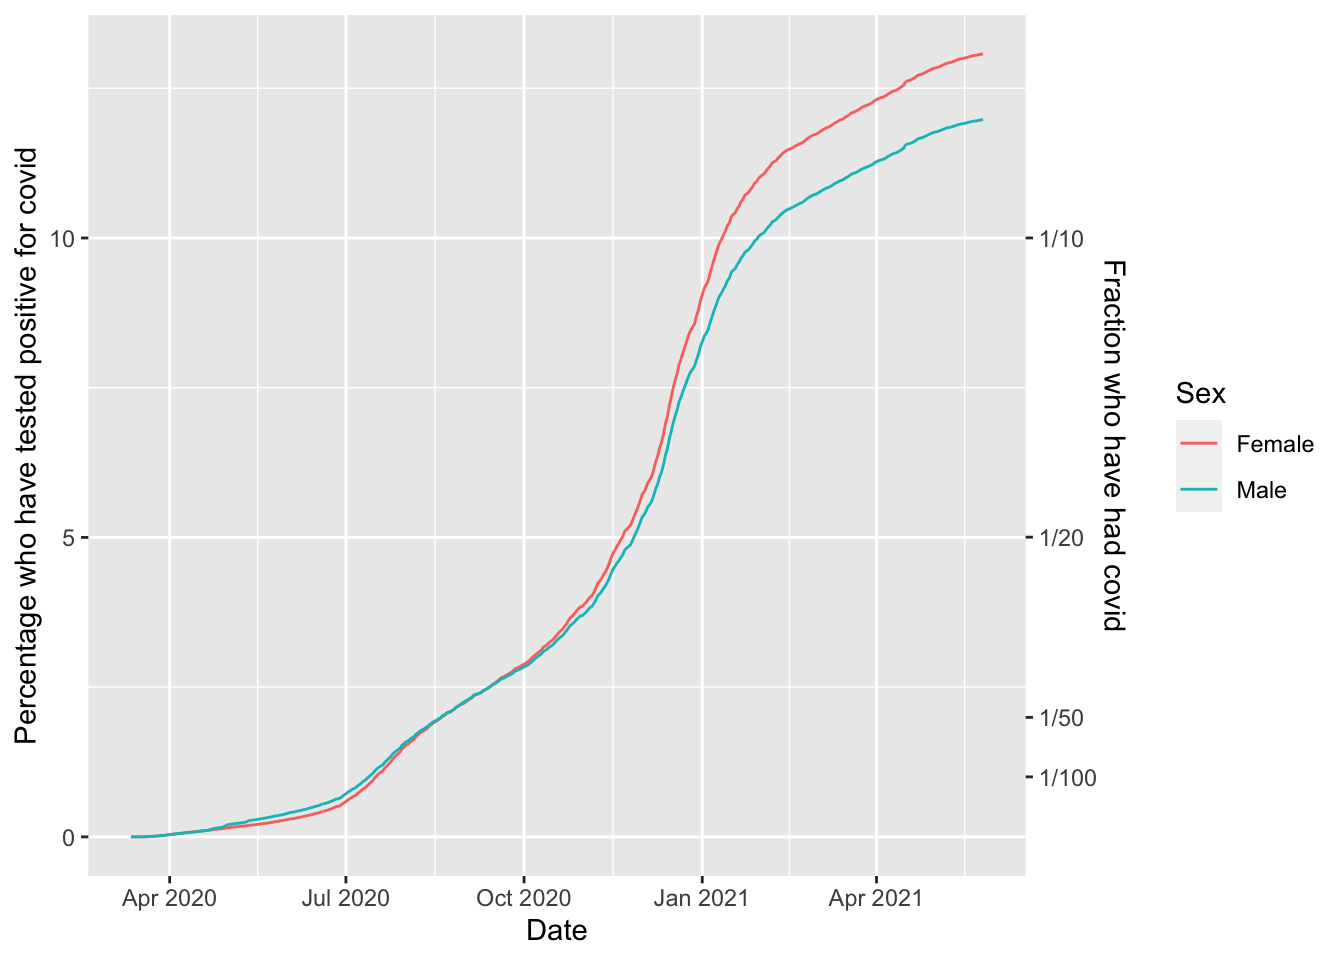 Percentage who have tested positive for covid
10
5
0
Apr 2020
Jul 2020
Oct 2020
Jan 2021
Apr 2021
Date
1/10
1/20
1/50
1/100
Fraction who have had covid
Sex
Female
Male